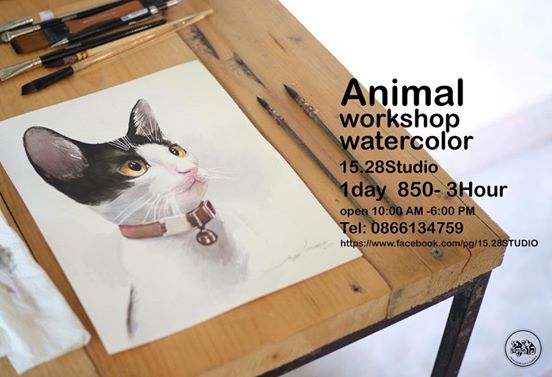 Animal
workshop
watercolor
15.28Studio
1day 850- 3Hour
open 10:00 AM -6:00 PM
Tel: 0866134759
https://www.facebook.com/pg/15.28STUDIO